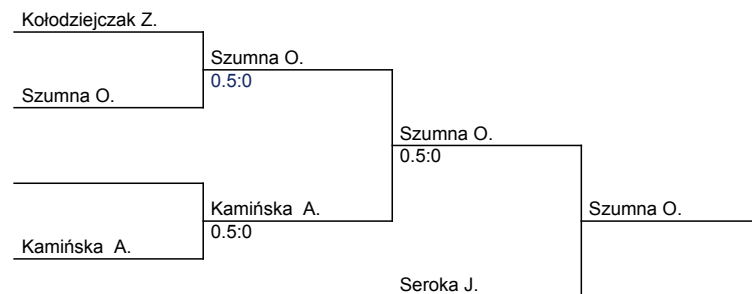 Kołodziejczak Z.
Szumna O.
0.5:0
Szumna O.
Szumna O.
0.5:0
Kamińska  A.
0.5:0
Szumna O.
Kamińska  A.
Seroka J.